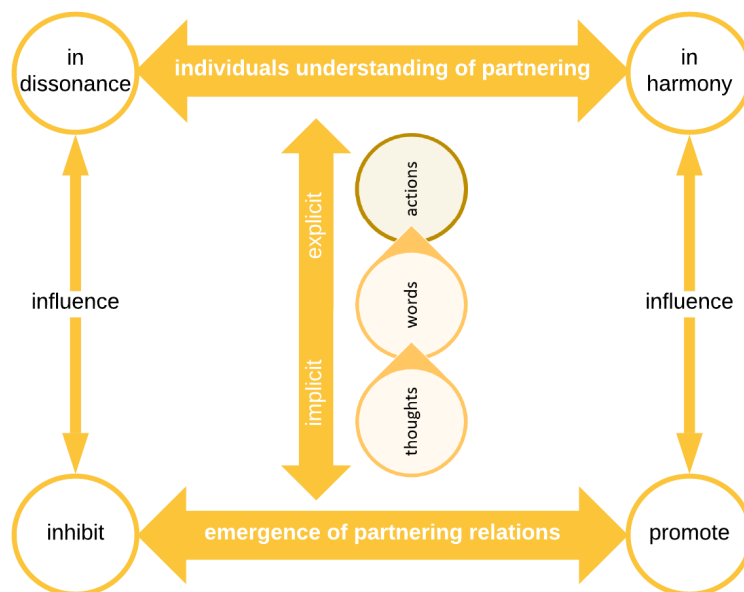 in
dissonance
individuals understanding of partnering
in
harmony
explicit
actions
influence
words
influence
implicit
thoughts
inhibit
emergence of partnering relations
promote